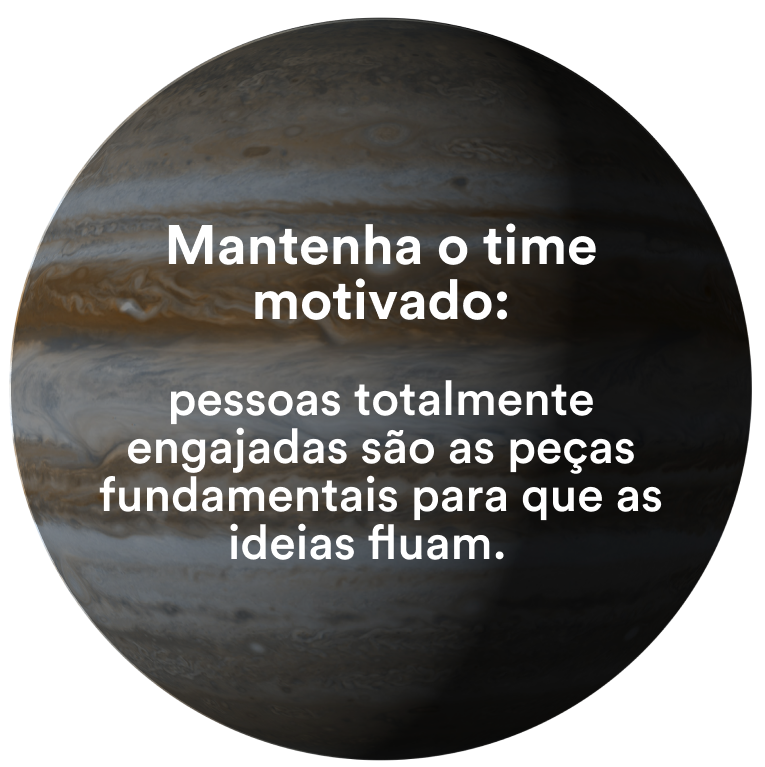 Mantenha o time
motivado:
pessoas totalmente
engajadas são as peças
fundamentais para que as
ideias fluam.